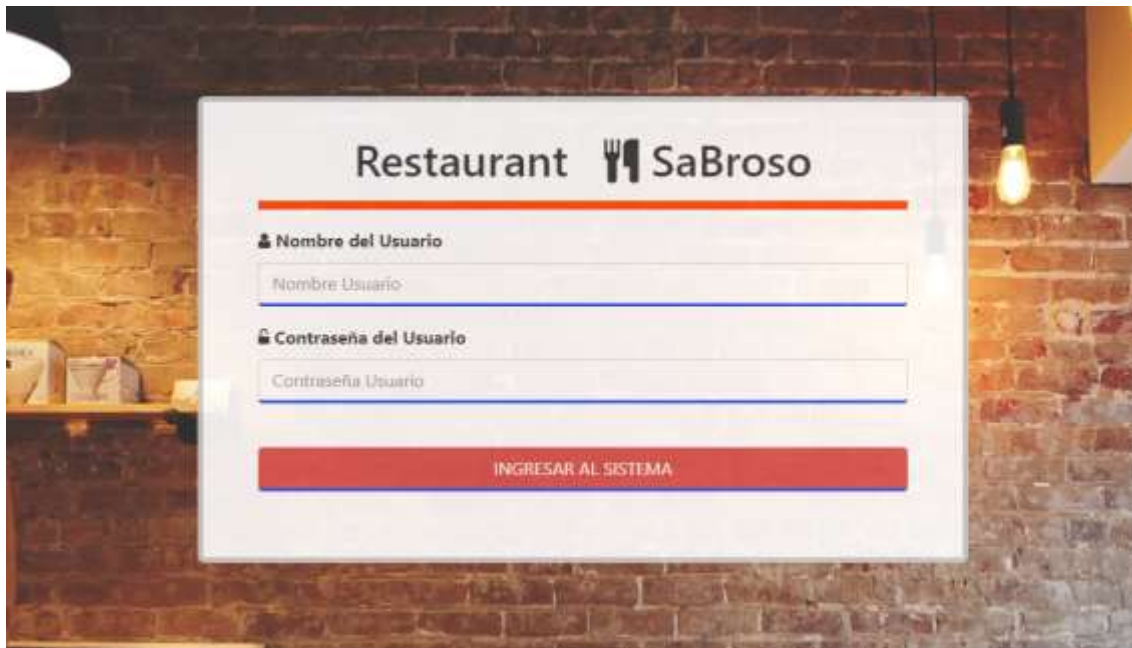 Restaurant SaBroso
Nombre del Usuario
Nombre Usuario
Contraseña del Usuario
Contraseña Usuario
INGRESAR AL SISTEMA